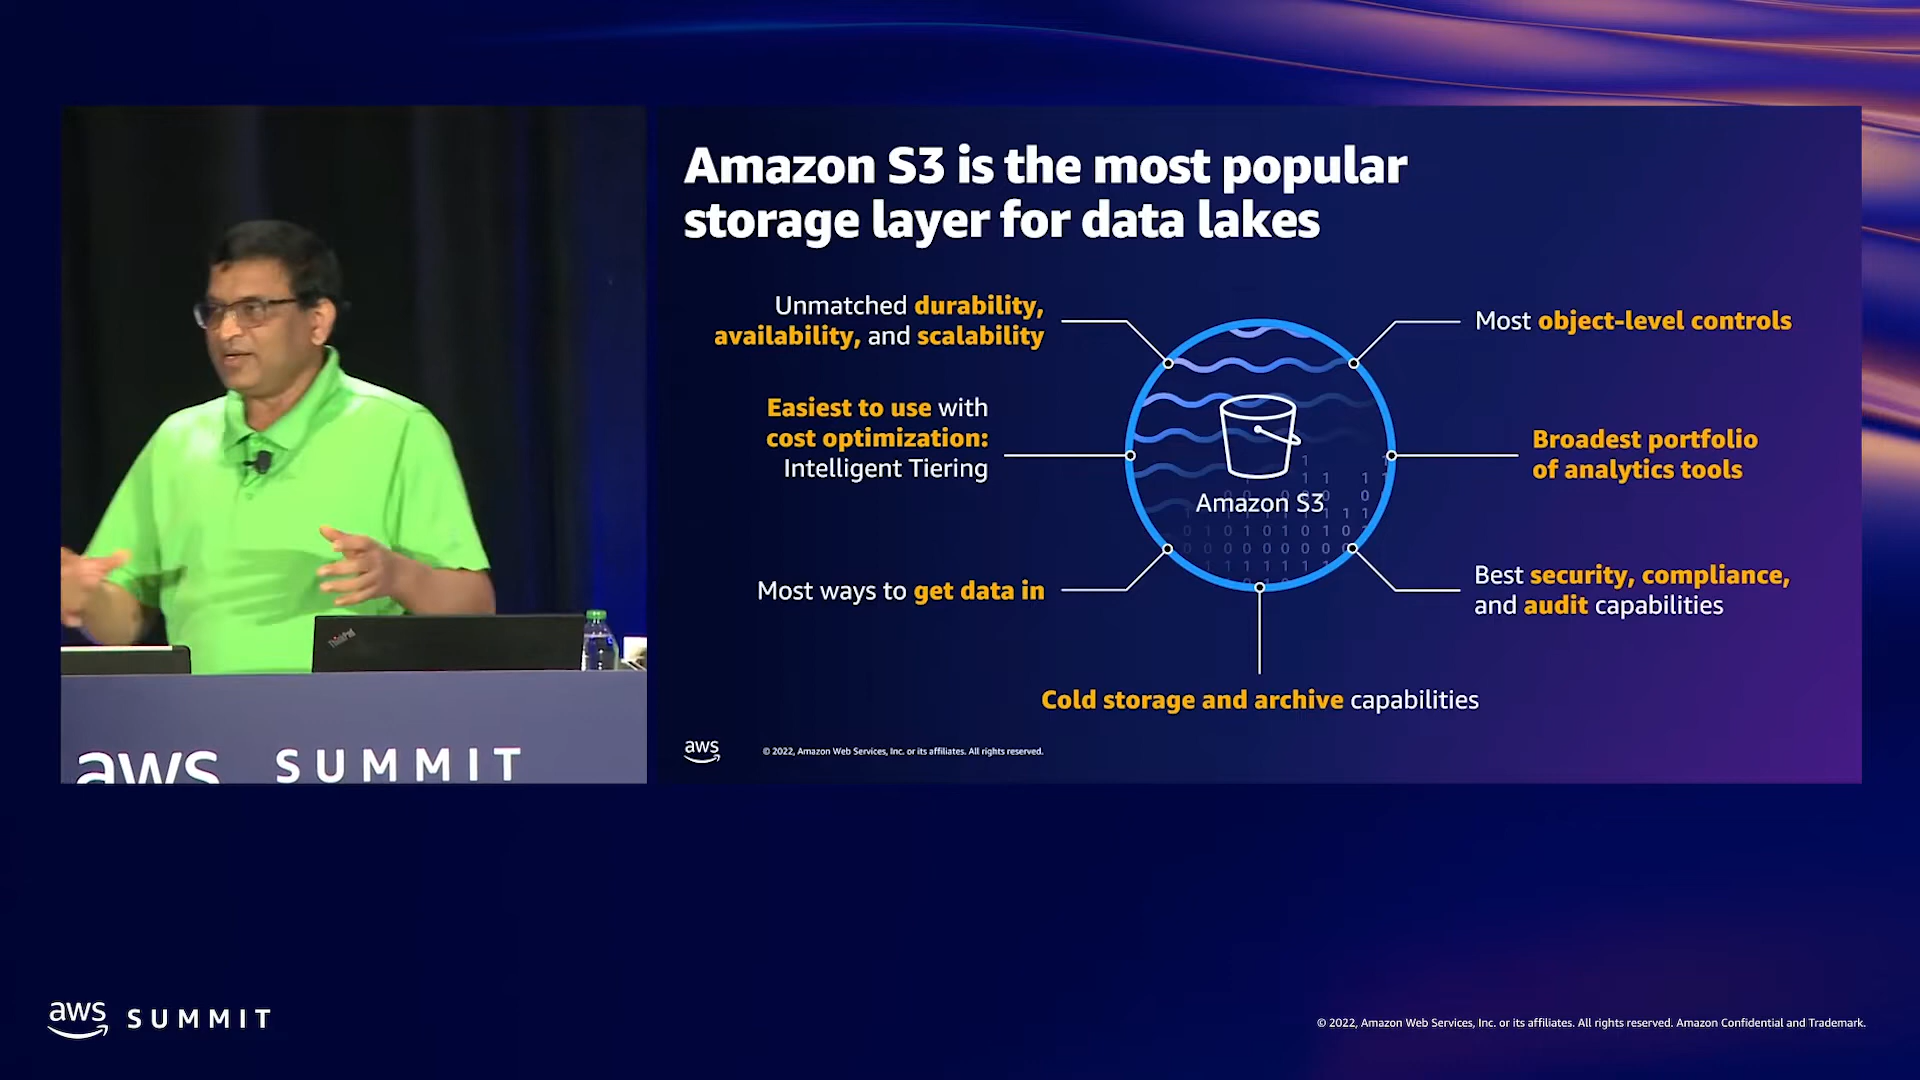 Amazon S3 is the most popular
storage layer for data lakes
Unmatched durability,
availability, and scalability
Easiest to use with
cost optimization:
Intelligent Tiering
Most ways to get data in
Cold storage and archive capabilities
Most object-level controls
Broadest portfolio
of analytics tools
Best security, compliance,
and audit capabilities
Amazon S3
aws
© 2022, Amazon Web Services, Inc. or its affiliates. All rights reserved.
ThinkPad
aws SUMMIT
aws SUMMIT
© 2022, Amazon Web Services, Inc. or its affiliates. All rights reserved. Amazon Confidential and Trademark.